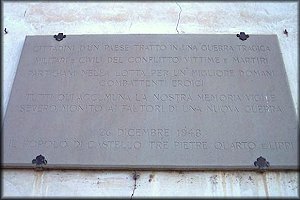 CITTADINI D'UN PAESE TRATTO IN UNA GUERRA TRAGICA
MILITARI E CIVILI DEL CONFLITTO VITTIME E MARTIRI
PARTIGIANI NELLA LOTTA PER UN MIGLIORE DOMANI
COMBATTENTI EROICI
TUTTI QUI ACCOMUNA LA NOSTRA MEMORIA VIGILE
SEVERO MONITO AI FAUTORI DI UNA NUOVA GUERRA
26 DICEMBRE 1948
IL POPOLO DI CASTELLO TRE PIETRE QUARTO E LIPPI